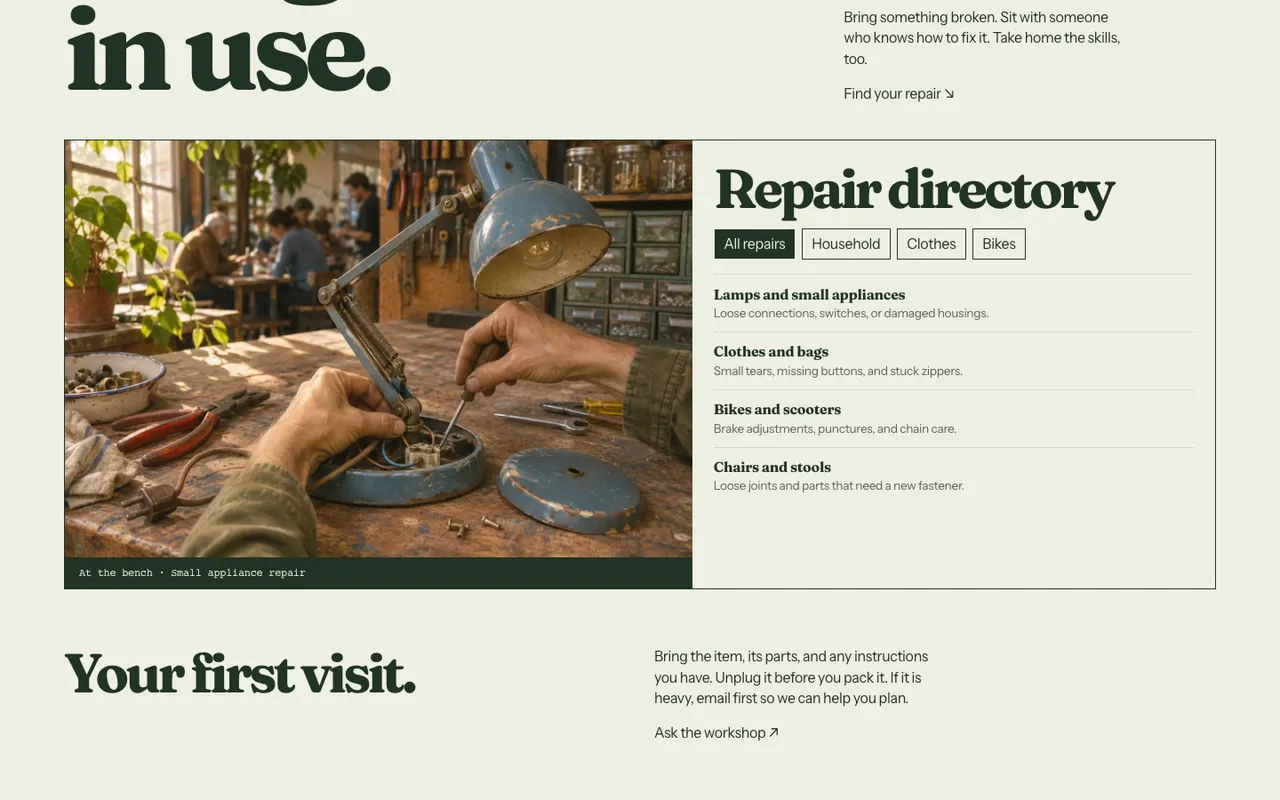 in use.
Bring something broken. Sit with someone
who knows how to fix it. Take home the skills,
too.
Find your repair ↘
Repair directory
All repairs
Household
Clothes
Bikes
Lamps and small appliances
Loose connections, switches, or damaged housings.
Clothes and bags
Small tears, missing buttons, and stuck zippers.
Bikes and scooters
Brake adjustments, punctures, and chain care.
Chairs and stools
Loose joints and parts that need a new fastener.
At the bench · Small appliance repair
Your first visit.
Bring the item, its parts, and any instructions
you have. Unplug it before you pack it. If it is
heavy, email first so we can help you plan.
Ask the workshop ↗